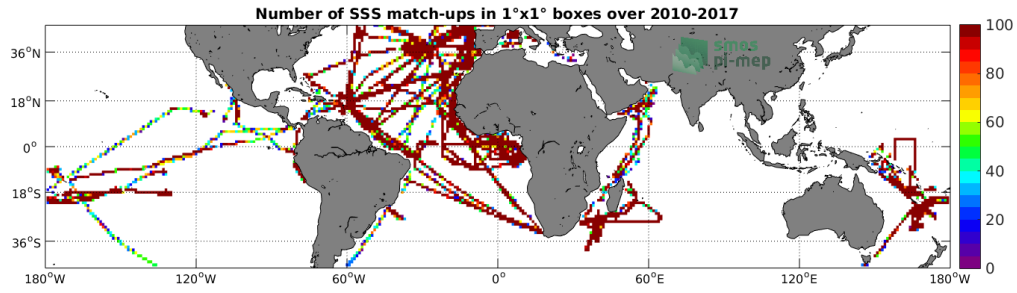 Number of SSS match-ups in 1°x1° boxes over 2010-2017
smos
pi-mep
36°N
18°N
0°
18°S
36°S
180°W
120°W
60°W
0°
60°E
120°E
180°W
100
80
60
40
20
0